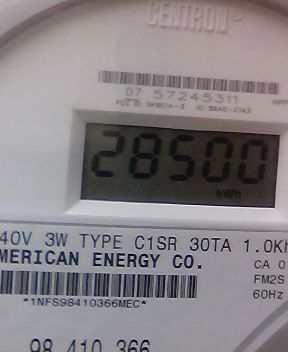 CENTRON®
07 57245311
28500
kWh
40V 3W TYPE C1SR 30TA 1.0Kh
MERICAN ENERGY CO.
CA 0
FM2S
60Hz
*1NFS98410366MEC*
98 410 366